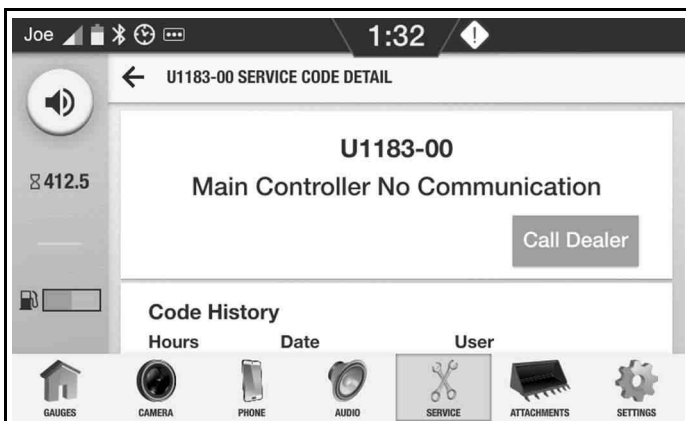 Joe 1:32
U1183-00 SERVICE CODE DETAIL
U1183-00
412.5
Main Controller No Communication
Call Dealer
Code History
Hours Date User
GAUGES CAMERA PHONE AUDIO SERVICE ATTACHMENTS SETTINGS